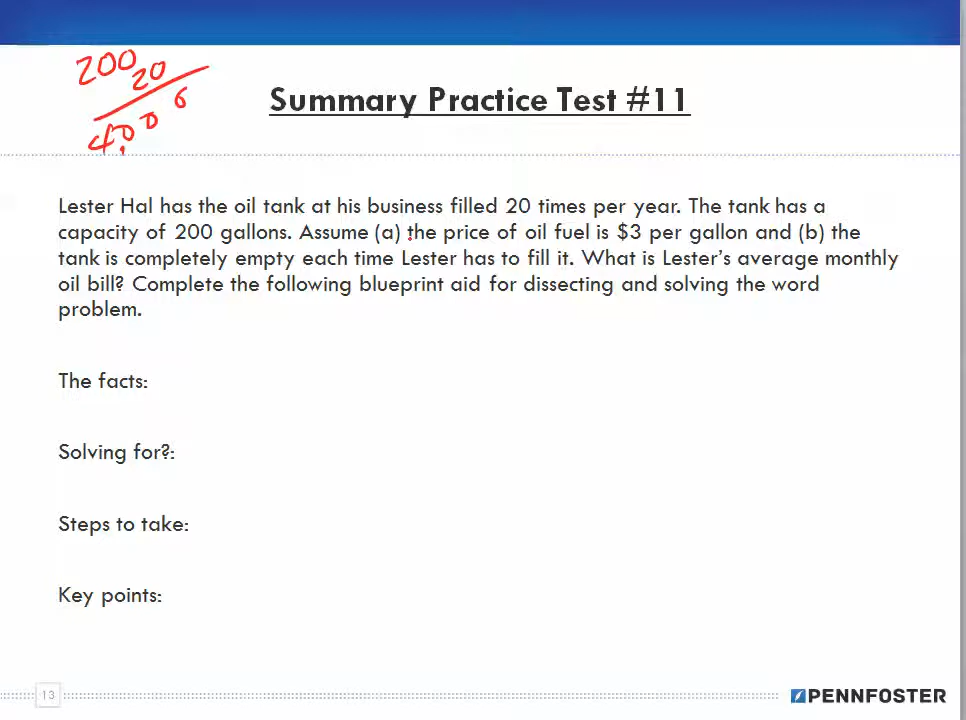 200
20
4,00
6
Summary Practice Test #11
Lester Hal has the oil tank at his business filled 20 times per year. The tank has a
capacity of 200 gallons. Assume (a) the price of oil fuel is $3 per gallon and (b) the
tank is completely empty each time Lester has to fill it. What is Lester's average monthly
oil bill? Complete the following blueprint aid for dissecting and solving the word
problem.
The facts:
Solving for?:
Steps to take:
Key points:
13
PENNFOSTER